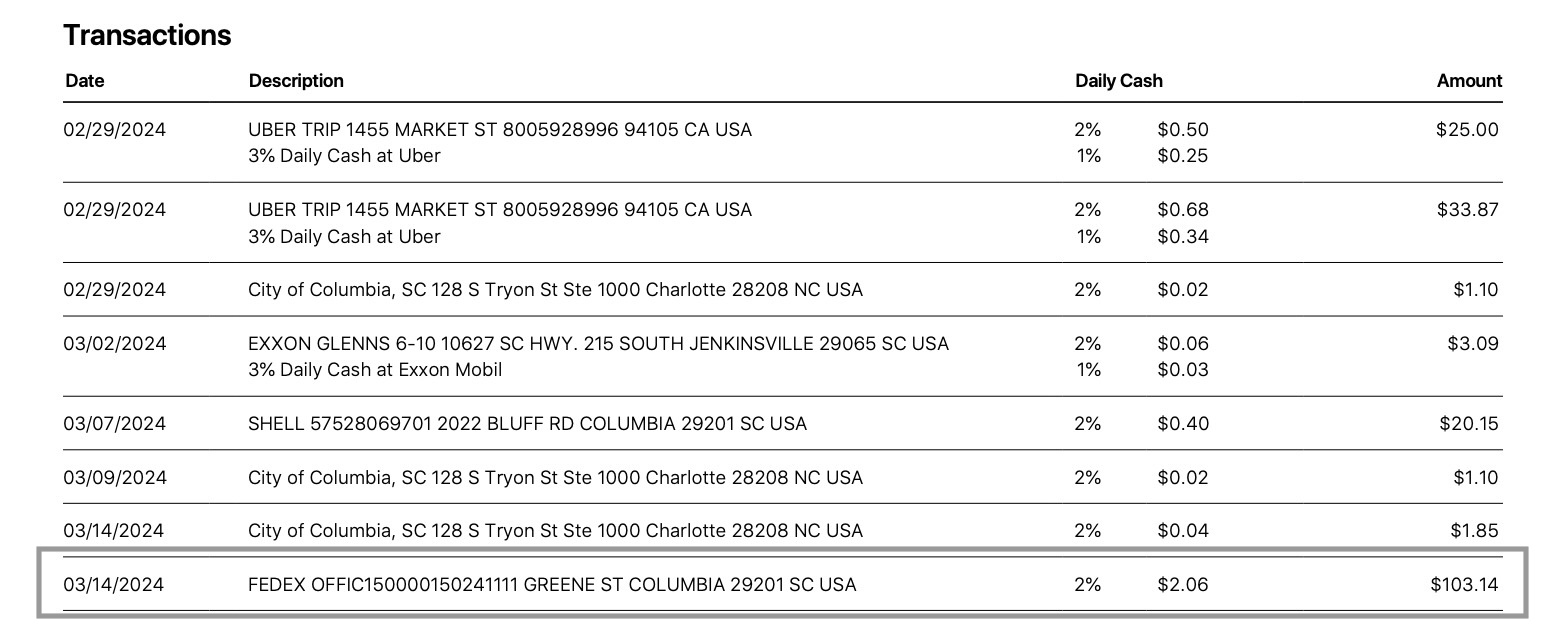 Transactions
Date Description Daily Cash Amount
02/29/2024 UBER TRIP 1455 MARKET ST 8005928996 94105 CA USA 2% $0.50 $25.00
3% Daily Cash at Uber 1% $0.25
02/29/2024 UBER TRIP 1455 MARKET ST 8005928996 94105 CA USA 2% $0.68 $33.87
3% Daily Cash at Uber 1% $0.34
02/29/2024 City of Columbia, SC 128 S Tryon St Ste 1000 Charlotte 28208 NC USA 2% $0.02 $1.10
03/02/2024 EXXON GLENNS 6-10 10627 SC HWY. 215 SOUTH JENKINSVILLE 29065 SC USA 2% $0.06 $3.09
3% Daily Cash at Exxon Mobil 1% $0.03
03/07/2024 SHELL 57528069701 2022 BLUFF RD COLUMBIA 29201 SC USA 2% $0.40 $20.15
03/09/2024 City of Columbia, SC 128 S Tryon St Ste 1000 Charlotte 28208 NC USA 2% $0.02 $1.10
03/14/2024 City of Columbia, SC 128 S Tryon St Ste 1000 Charlotte 28208 NC USA 2% $0.04 $1.85
03/14/2024 FEDEX OFFIC150000150241111 GREENE ST COLUMBIA 29201 SC USA 2% $2.06 $103.14